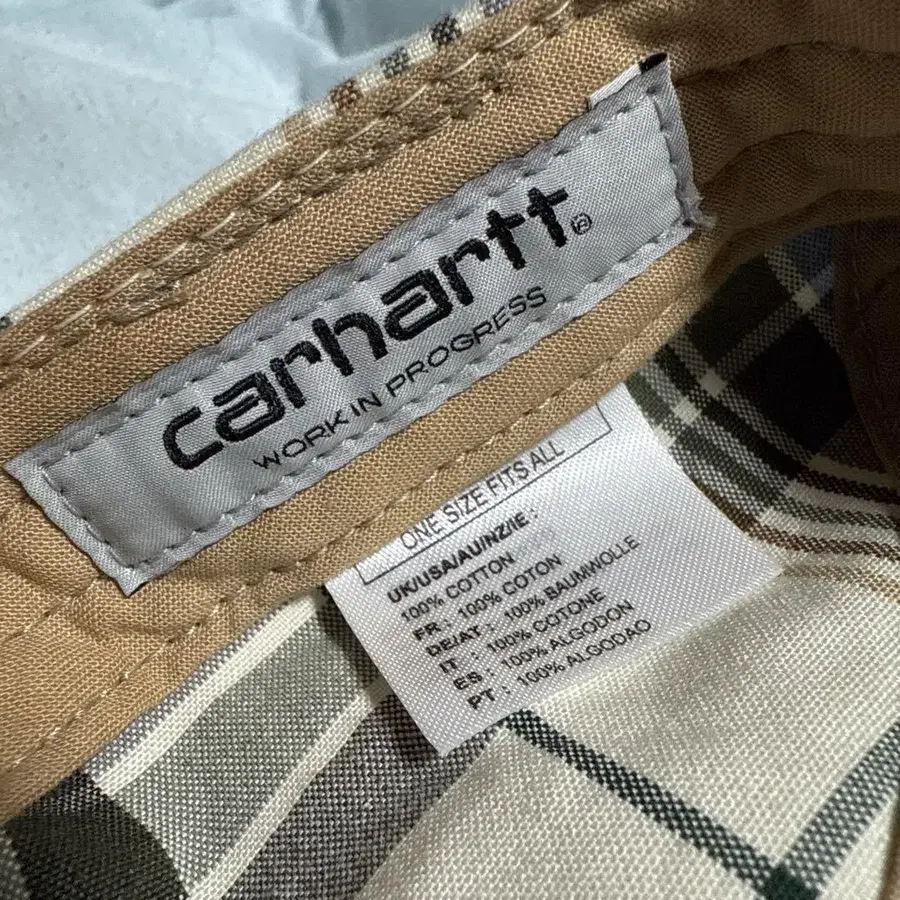 carhartt®
WORK IN PROGRESS
ONE SIZE FITS ALL
UK/USA/AU/NZ/IE :
100% COTTON
FR : 100% COTON
DE/AT : 100% BAUMWOLLE
IT : 100% COTONE
ES : 100% ALGODON
PT : 100% ALGODAO